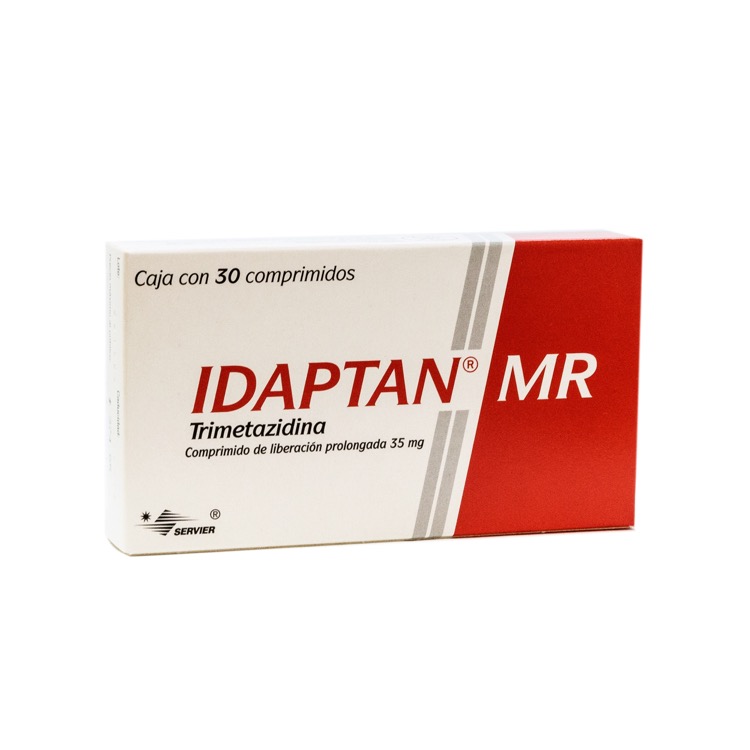 Caja con 30 comprimidos
IDAPTAN® MR
Trimetazidina
Comprimido de liberación prolongada 35 mg
SERVIER ®